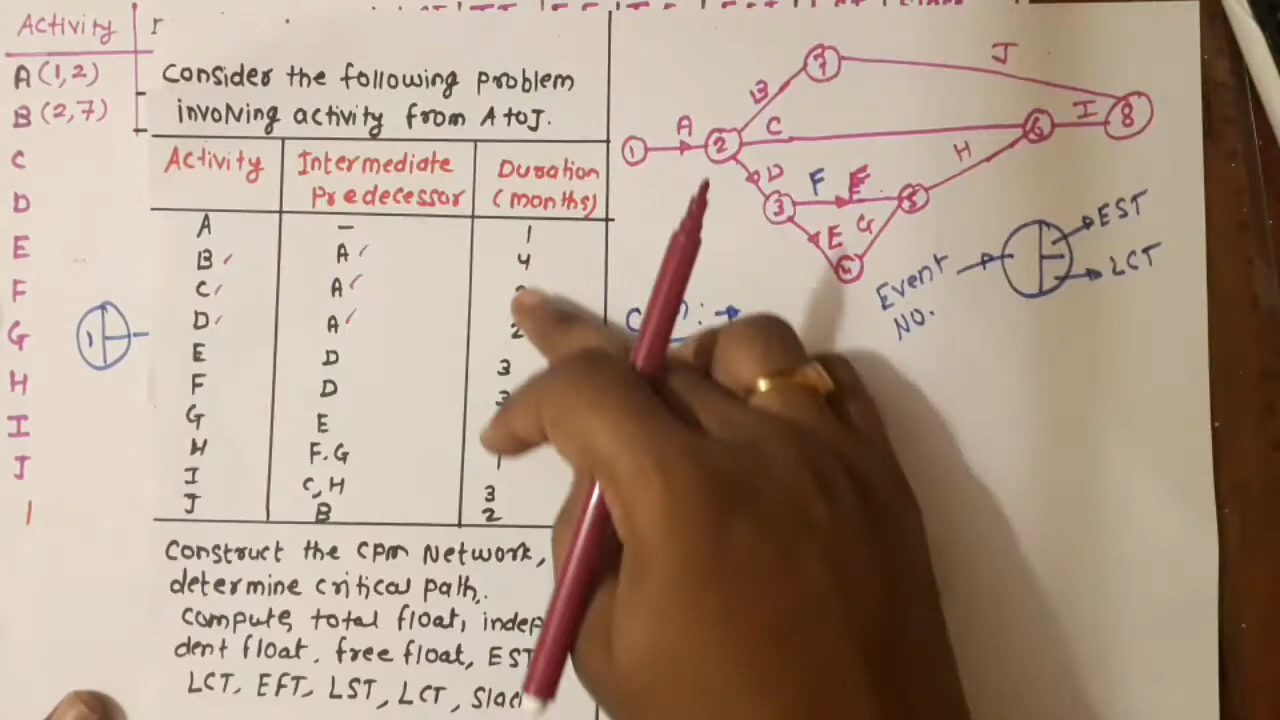 Activity
A (1,2)
B (2,7)
C
D
E
F
G
H
I
J
1
Consider the following problem
involving activity from A to J.
Activity Intermediate Predecessor Duration (months)
A - 1
B A 4
C A
D A 2
E D 3
F D 3
G E
H F, G 1
I C, H 3
J B 2
Construct the CPM Network,
determine critical path.
compute total float, indep
dent float, free float, EST
LCT, EFT, LST, LCT, Slac
1 A 2 B 7 J 8
C 6 I
D 3 F E 5 H
E 4 G
Event
No.
EST
LCT